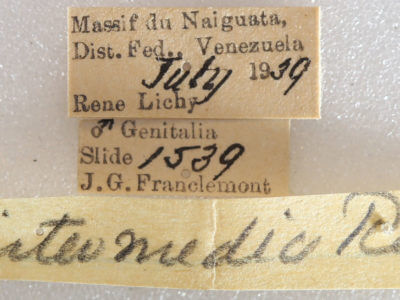 Massif du Naiguata,
Dist. Fed., Venezuela
July 1939
Rene Lichy
♂ Genitalia
Slide 1539
J.G. Franclemont
intermedia